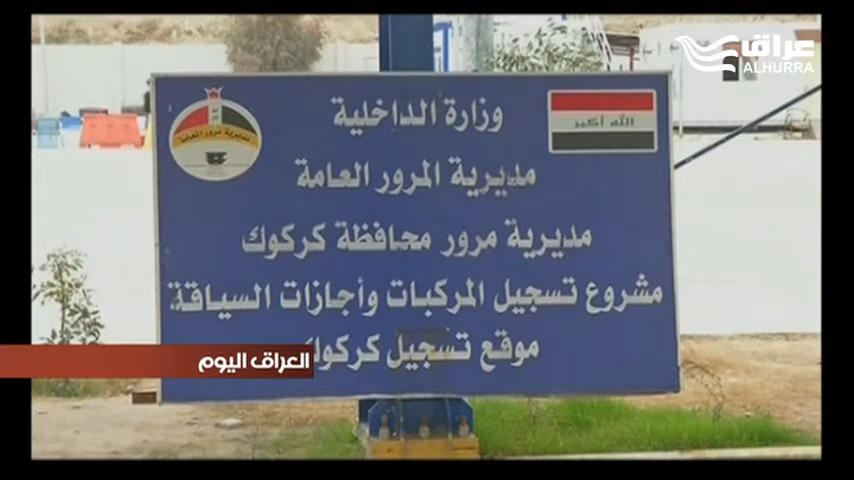 عراق
ALHURRA
وزارة الداخلية
الله أكبر
مديرية مرور العامة
مديرية المرور العامة
مديرية مرور محافظة كركوك
مشروع تسجيل المركبات وأجازات السياقة
موقع تسجيل كركوك
العراق اليوم